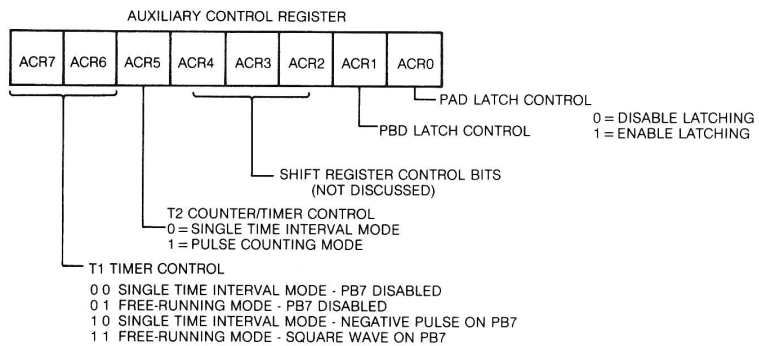 AUXILIARY CONTROL REGISTER
ACR7 ACR6 ACR5 ACR4 ACR3 ACR2 ACR1 ACR0
PAD LATCH CONTROL
0 = DISABLE LATCHING
PBD LATCH CONTROL
1 = ENABLE LATCHING
SHIFT REGISTER CONTROL BITS
(NOT DISCUSSED)
T2 COUNTER/TIMER CONTROL
0 = SINGLE TIME INTERVAL MODE
1 = PULSE COUNTING MODE
T1 TIMER CONTROL
0 0 SINGLE TIME INTERVAL MODE - PB7 DISABLED
0 1 FREE-RUNNING MODE - PB7 DISABLED
1 0 SINGLE TIME INTERVAL MODE - NEGATIVE PULSE ON PB7
1 1 FREE-RUNNING MODE - SQUARE WAVE ON PB7